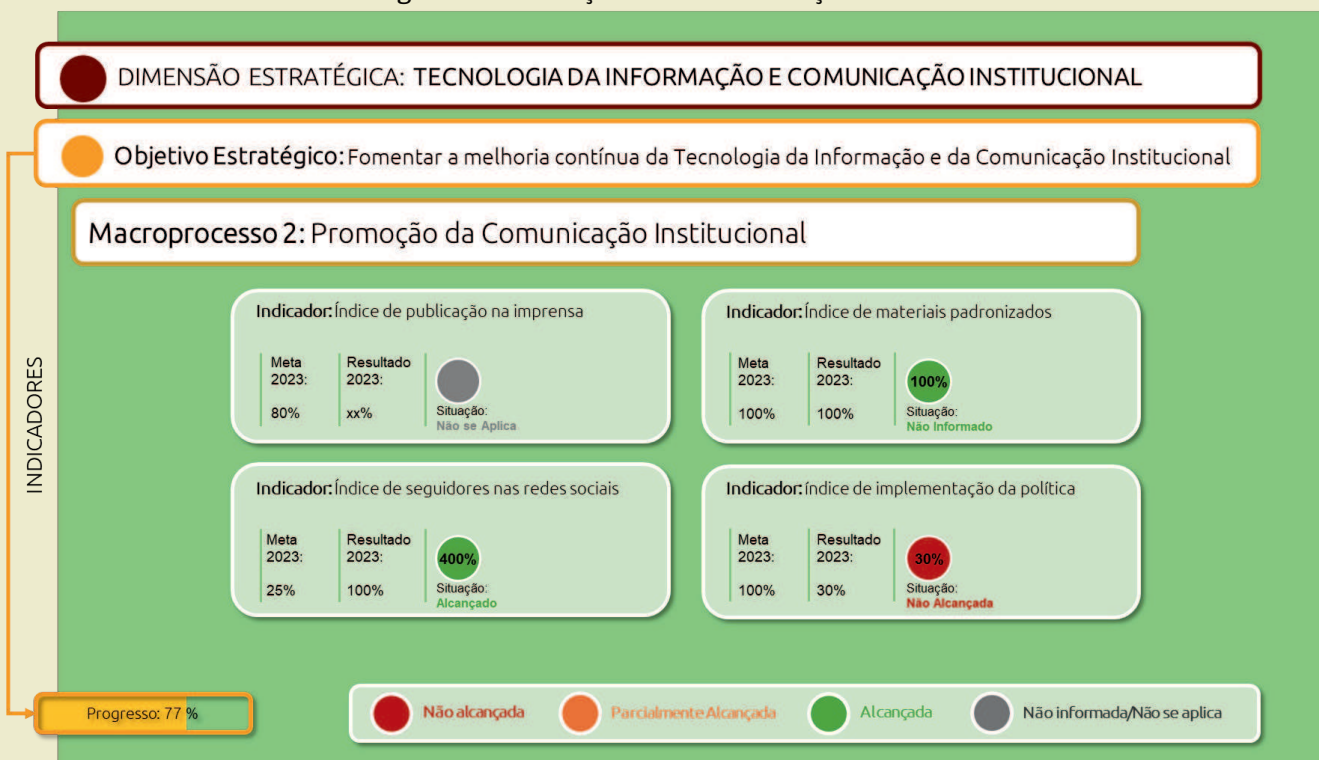 DIMENSÃO ESTRATÉGICA: TECNOLOGIA DA INFORMAÇÃO E COMUNICAÇÃO INSTITUCIONAL
Objetivo Estratégico: Fomentar a melhoria contínua da Tecnologia da Informação e da Comunicação Institucional
Macroprocesso 2: Promoção da Comunicação Institucional
INDICADORES
Indicador: Índice de publicação na imprensa
Meta 2023:
80%
Resultado 2023:
xx%
Situação:
Não se Aplica
Indicador: Índice de materiais padronizados
Meta 2023:
100%
Resultado 2023:
100%
100%
Situação:
Não Informado
Indicador: Índice de seguidores nas redes sociais
Meta 2023:
25%
Resultado 2023:
100%
400%
Situação:
Alcançado
Indicador: índice de implementação da política
Meta 2023:
100%
Resultado 2023:
30%
30%
Situação:
Não Alcançada
Progresso: 77 %
Não alcançada
Parcialmente Alcançada
Alcançada
Não informada/Não se aplica